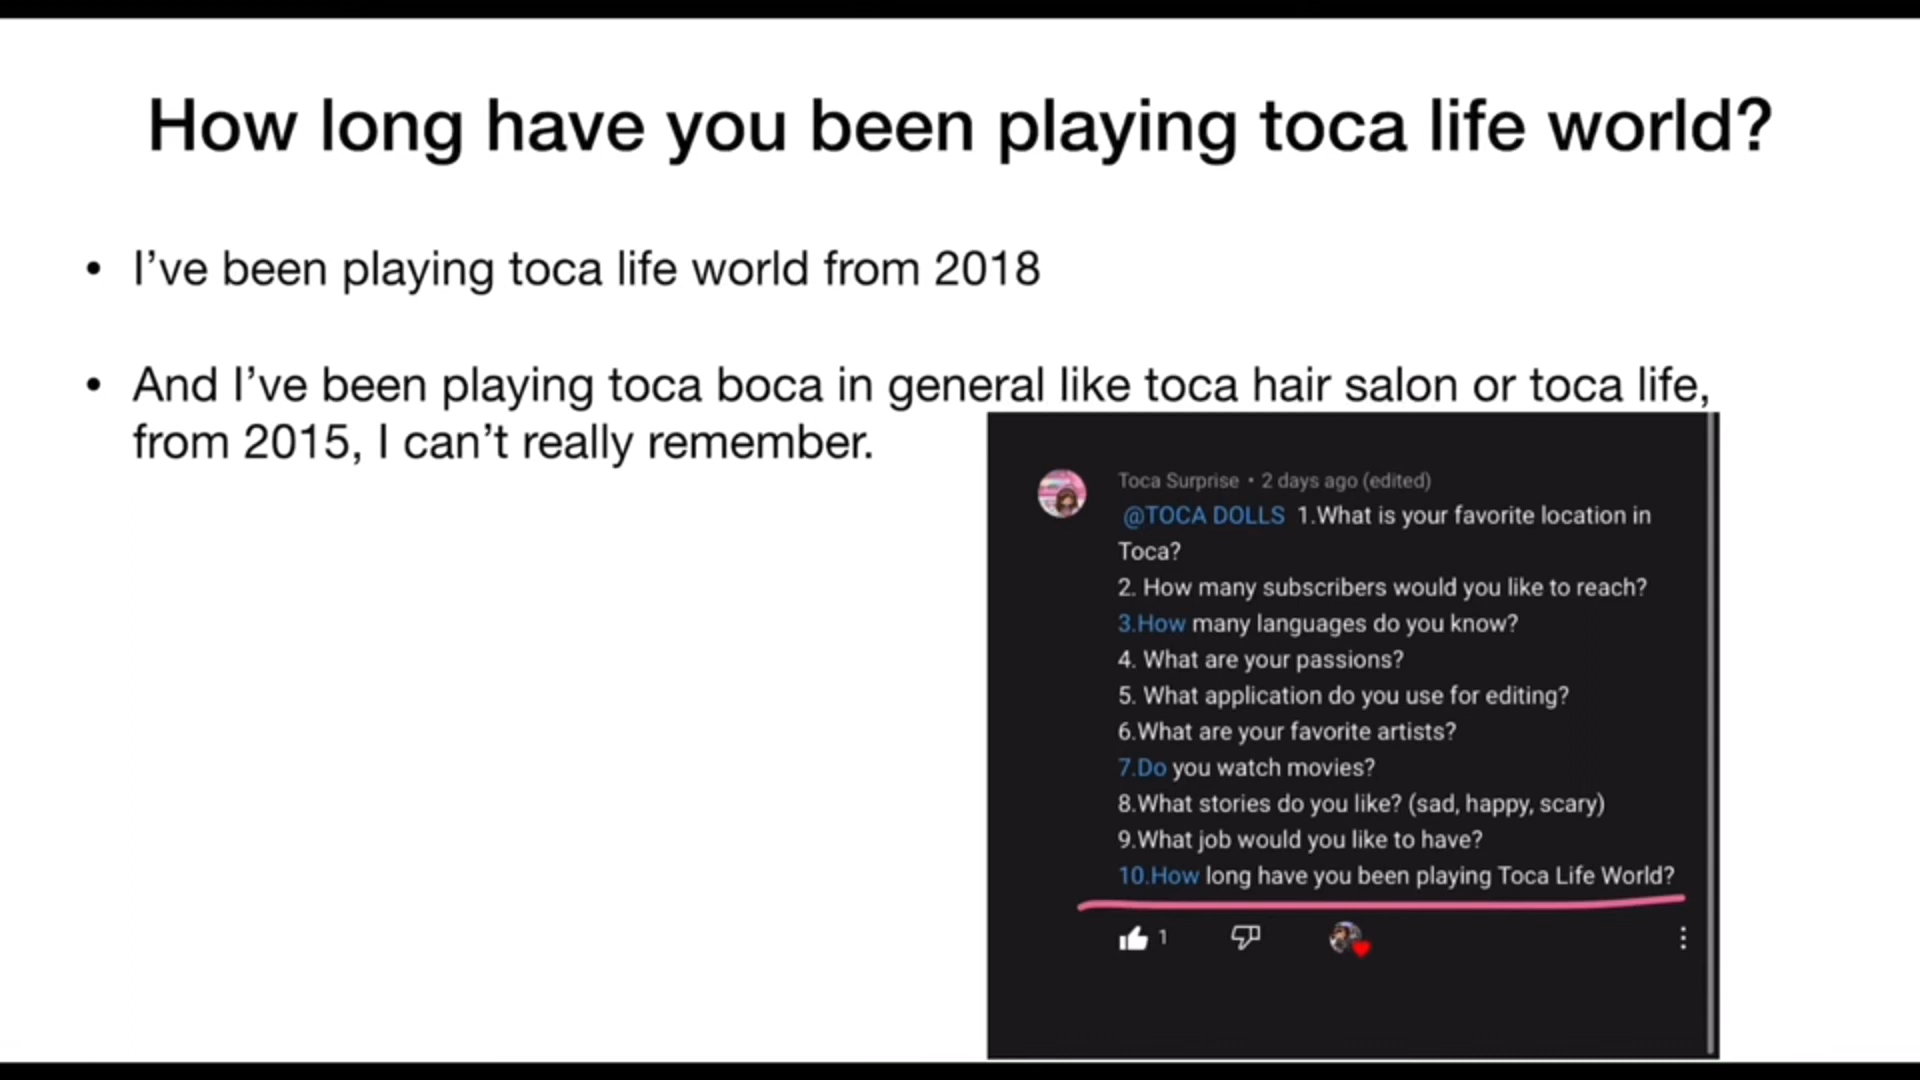 How long have you been playing toca life world?
• I’ve been playing toca life world from 2018
• And I’ve been playing toca boca in general like toca hair salon or toca life,
from 2015, I can’t really remember.
Toca Surprise • 2 days ago (edited)
@TOCA DOLLS 1.What is your favorite location in
Toca?
2. How many subscribers would you like to reach?
3.How many languages do you know?
4. What are your passions?
5. What application do you use for editing?
6.What are your favorite artists?
7.Do you watch movies?
8.What stories do you like? (sad, happy, scary)
9.What job would you like to have?
10.How long have you been playing Toca Life World?
1